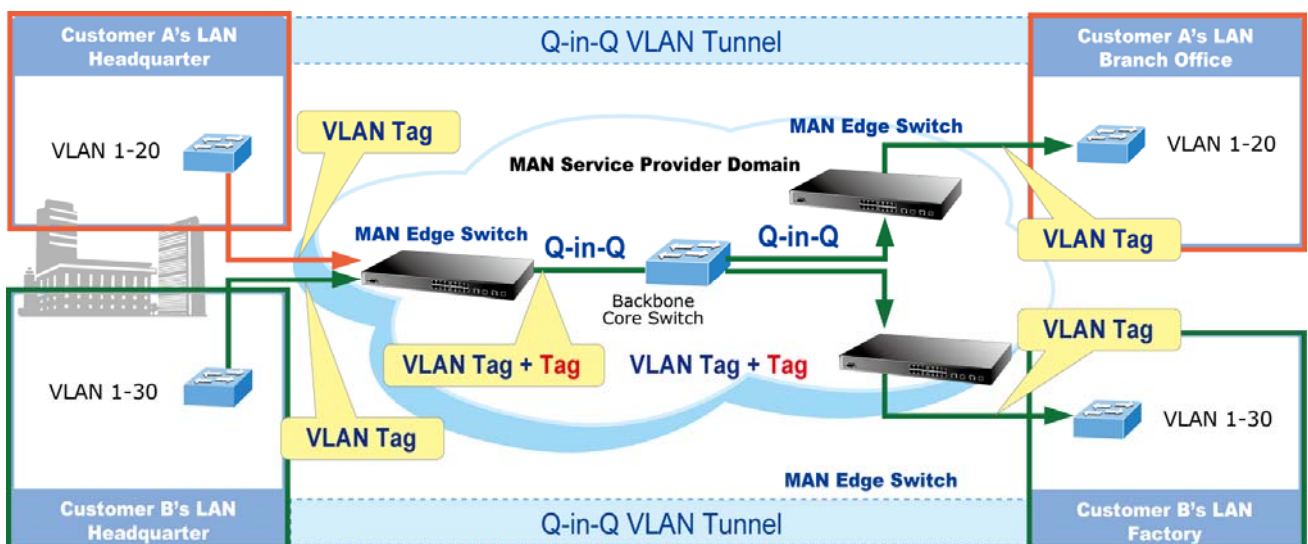 Customer A's LAN
Headquarter
Q-in-Q VLAN Tunnel
Customer A's LAN
Branch Office
VLAN 1-20
VLAN Tag
MAN Edge Switch
VLAN 1-20
MAN Service Provider Domain
MAN Edge Switch
Q-in-Q
Q-in-Q
VLAN Tag
Backbone
Core Switch
VLAN Tag
VLAN 1-30
VLAN Tag + Tag
VLAN Tag + Tag
VLAN Tag
VLAN 1-30
MAN Edge Switch
Customer B's LAN
Headquarter
Q-in-Q VLAN Tunnel
Customer B's LAN
Factory